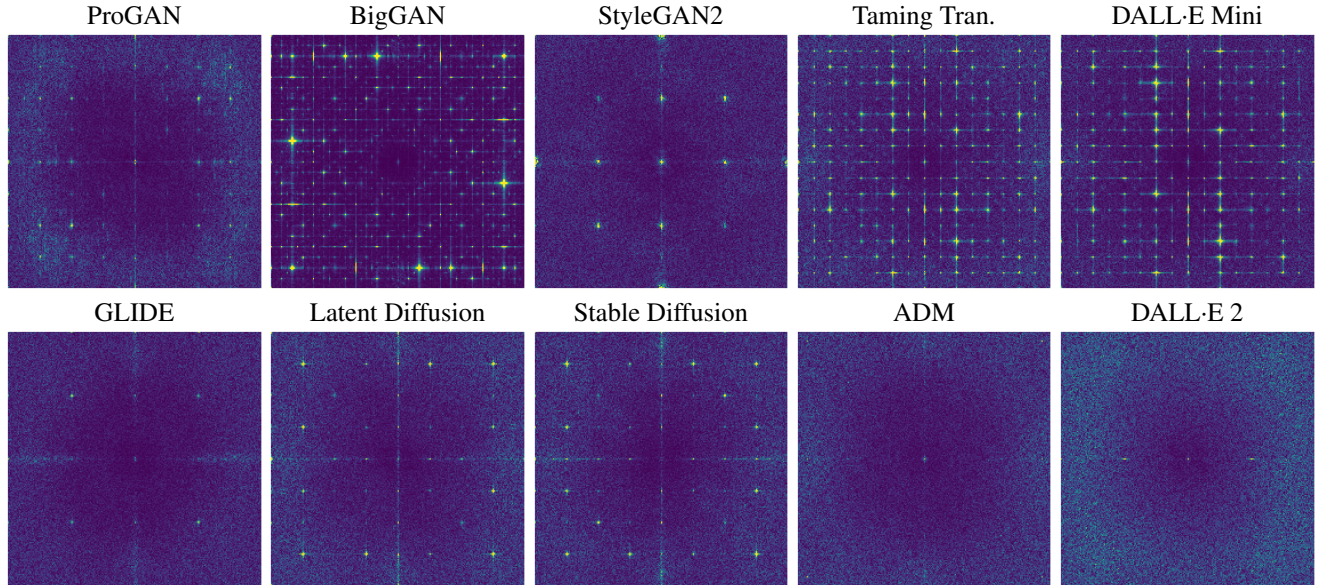 ProGAN BigGAN StyleGAN2 Taming Tran. DALL·E Mini
GLIDE Latent Diffusion Stable Diffusion ADM DALL·E 2